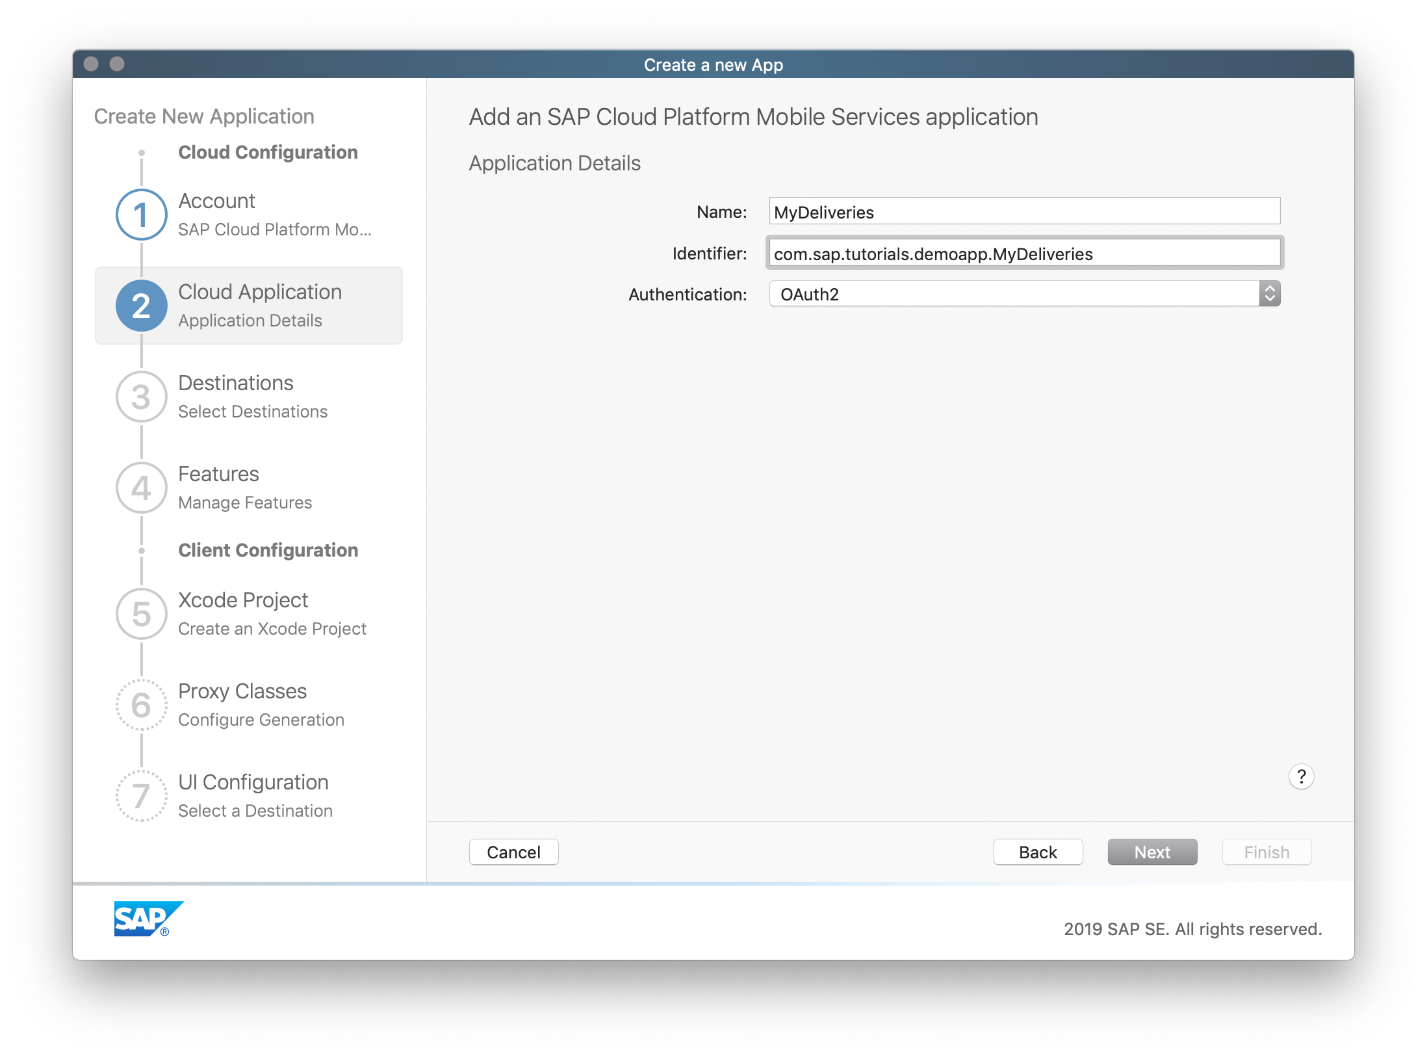 Create a new App
Create New Application
Cloud Configuration
1
Account
SAP Cloud Platform Mo...
2
Cloud Application
Application Details
3
Destinations
Select Destinations
4
Features
Manage Features
Client Configuration
5
Xcode Project
Create an Xcode Project
6
Proxy Classes
Configure Generation
7
UI Configuration
Select a Destination
Add an SAP Cloud Platform Mobile Services application
Application Details
Name: MyDeliveries
Identifier: com.sap.tutorials.demoapp.MyDeliveries
Authentication: OAuth2
?
Cancel Back Next Finish
SAP®
2019 SAP SE. All rights reserved.